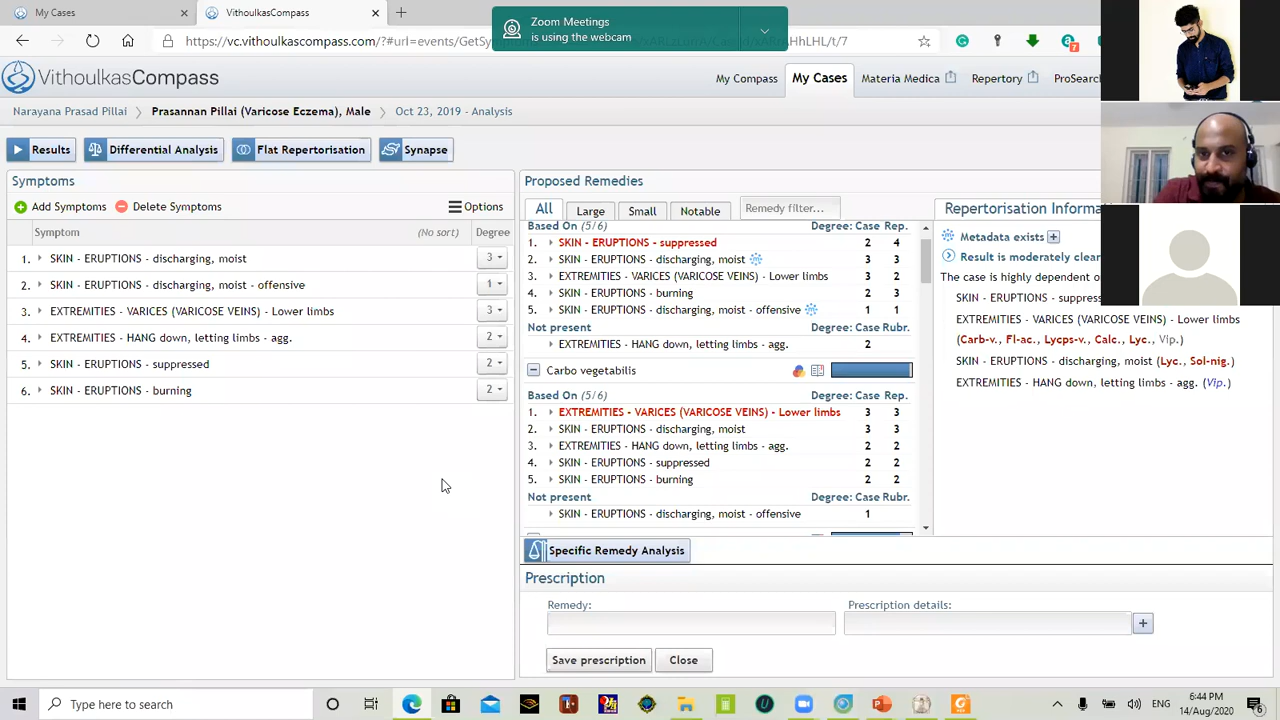 My Cases
VithoulkasCompass
Zoom Meetings
is using the webcam
https://vc.vithoulkascompass.com/?#url=events/GetSy
HhLHL/t/7
VithoulkasCompass
My Compass
My Cases
Materia Medica
Repertory
ProSearch
Narayana Prasad Pillai
Prasannan Pillai (Varicose Eczema), Male
Oct 23, 2019 - Analysis
Results
Differential Analysis
Flat Repertorisation
Synapse
Symptoms
Add Symptoms
Delete Symptoms
Options
Symptom
(No sort)
Degree
1. SKIN - ERUPTIONS - discharging, moist 3
2. SKIN - ERUPTIONS - discharging, moist - offensive 1
3. EXTREMITIES - VARICES (VARICOSE VEINS) - Lower limbs 3
4. EXTREMITIES - HANG down, letting limbs - agg. 2
5. SKIN - ERUPTIONS - suppressed 2
6. SKIN - ERUPTIONS - burning 2
Proposed Remedies
All
Large
Small
Notable
Remedy filter...
Based On (5/6) Degree: Case Rep.
1. SKIN - ERUPTIONS - suppressed 2 4
2. SKIN - ERUPTIONS - discharging, moist 3 3
3. EXTREMITIES - VARICES (VARICOSE VEINS) - Lower limbs 3 2
4. SKIN - ERUPTIONS - burning 2 3
5. SKIN - ERUPTIONS - discharging, moist - offensive 1 1
Not present Degree: Case Rubr.
EXTREMITIES - HANG down, letting limbs - agg. 2
Carbo vegetabilis
Based On (5/6) Degree: Case Rep.
1. EXTREMITIES - VARICES (VARICOSE VEINS) - Lower limbs 3 3
2. SKIN - ERUPTIONS - discharging, moist 3 3
3. EXTREMITIES - HANG down, letting limbs - agg. 2 2
4. SKIN - ERUPTIONS - suppressed 2 2
5. SKIN - ERUPTIONS - burning 2 2
Not present Degree: Case Rubr.
SKIN - ERUPTIONS - discharging, moist - offensive 1
Repertorisation Informa
Metadata exists
Result is moderately clear
The case is highly dependent o
SKIN - ERUPTIONS - suppress
EXTREMITIES - VARICES (VARICOSE VEINS) - Lower limbs
(Carb-v., Fl-ac., Lycps-v., Calc., Lyc., Vip.)
SKIN - ERUPTIONS - discharging, moist (Lyc., Sol-nig.)
EXTREMITIES - HANG down, letting limbs - agg. (Vip.)
Specific Remedy Analysis
Prescription
Remedy:
Prescription details:
Save prescription
Close
Type here to search
ENG
6:44 PM
14/Aug/2020
6